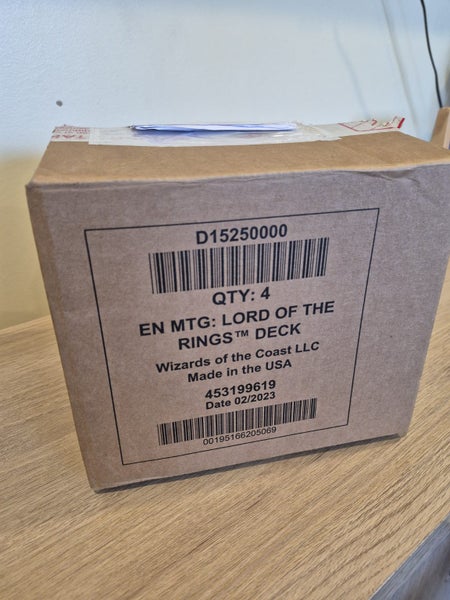 D15250000
QTY: 4
EN MTG: LORD OF THE
RINGS™ DECK
Wizards of the Coast LLC
Made in the USA
453199619
Date 02/2023
00195166205069